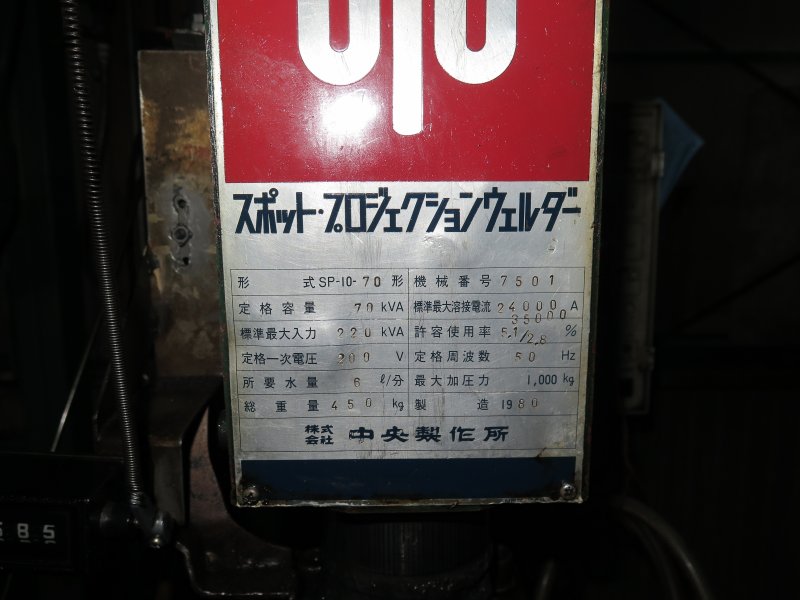 スポット・プロジェクションウェルダー
形 式 SP-10-70 形 機械番号 7501
定格容量 70 kVA 標準最大溶接電流 24000 A
35000
標準最大入力 220 kVA 許容使用率 5.1/2.8 %
定格一次電圧 200 V 定格周波数 60 Hz
所要水量 6 ℓ/分 最大加圧力 1,000 kg
総重量 450 kg 製 造 1980
株式会社 中央製作所
585